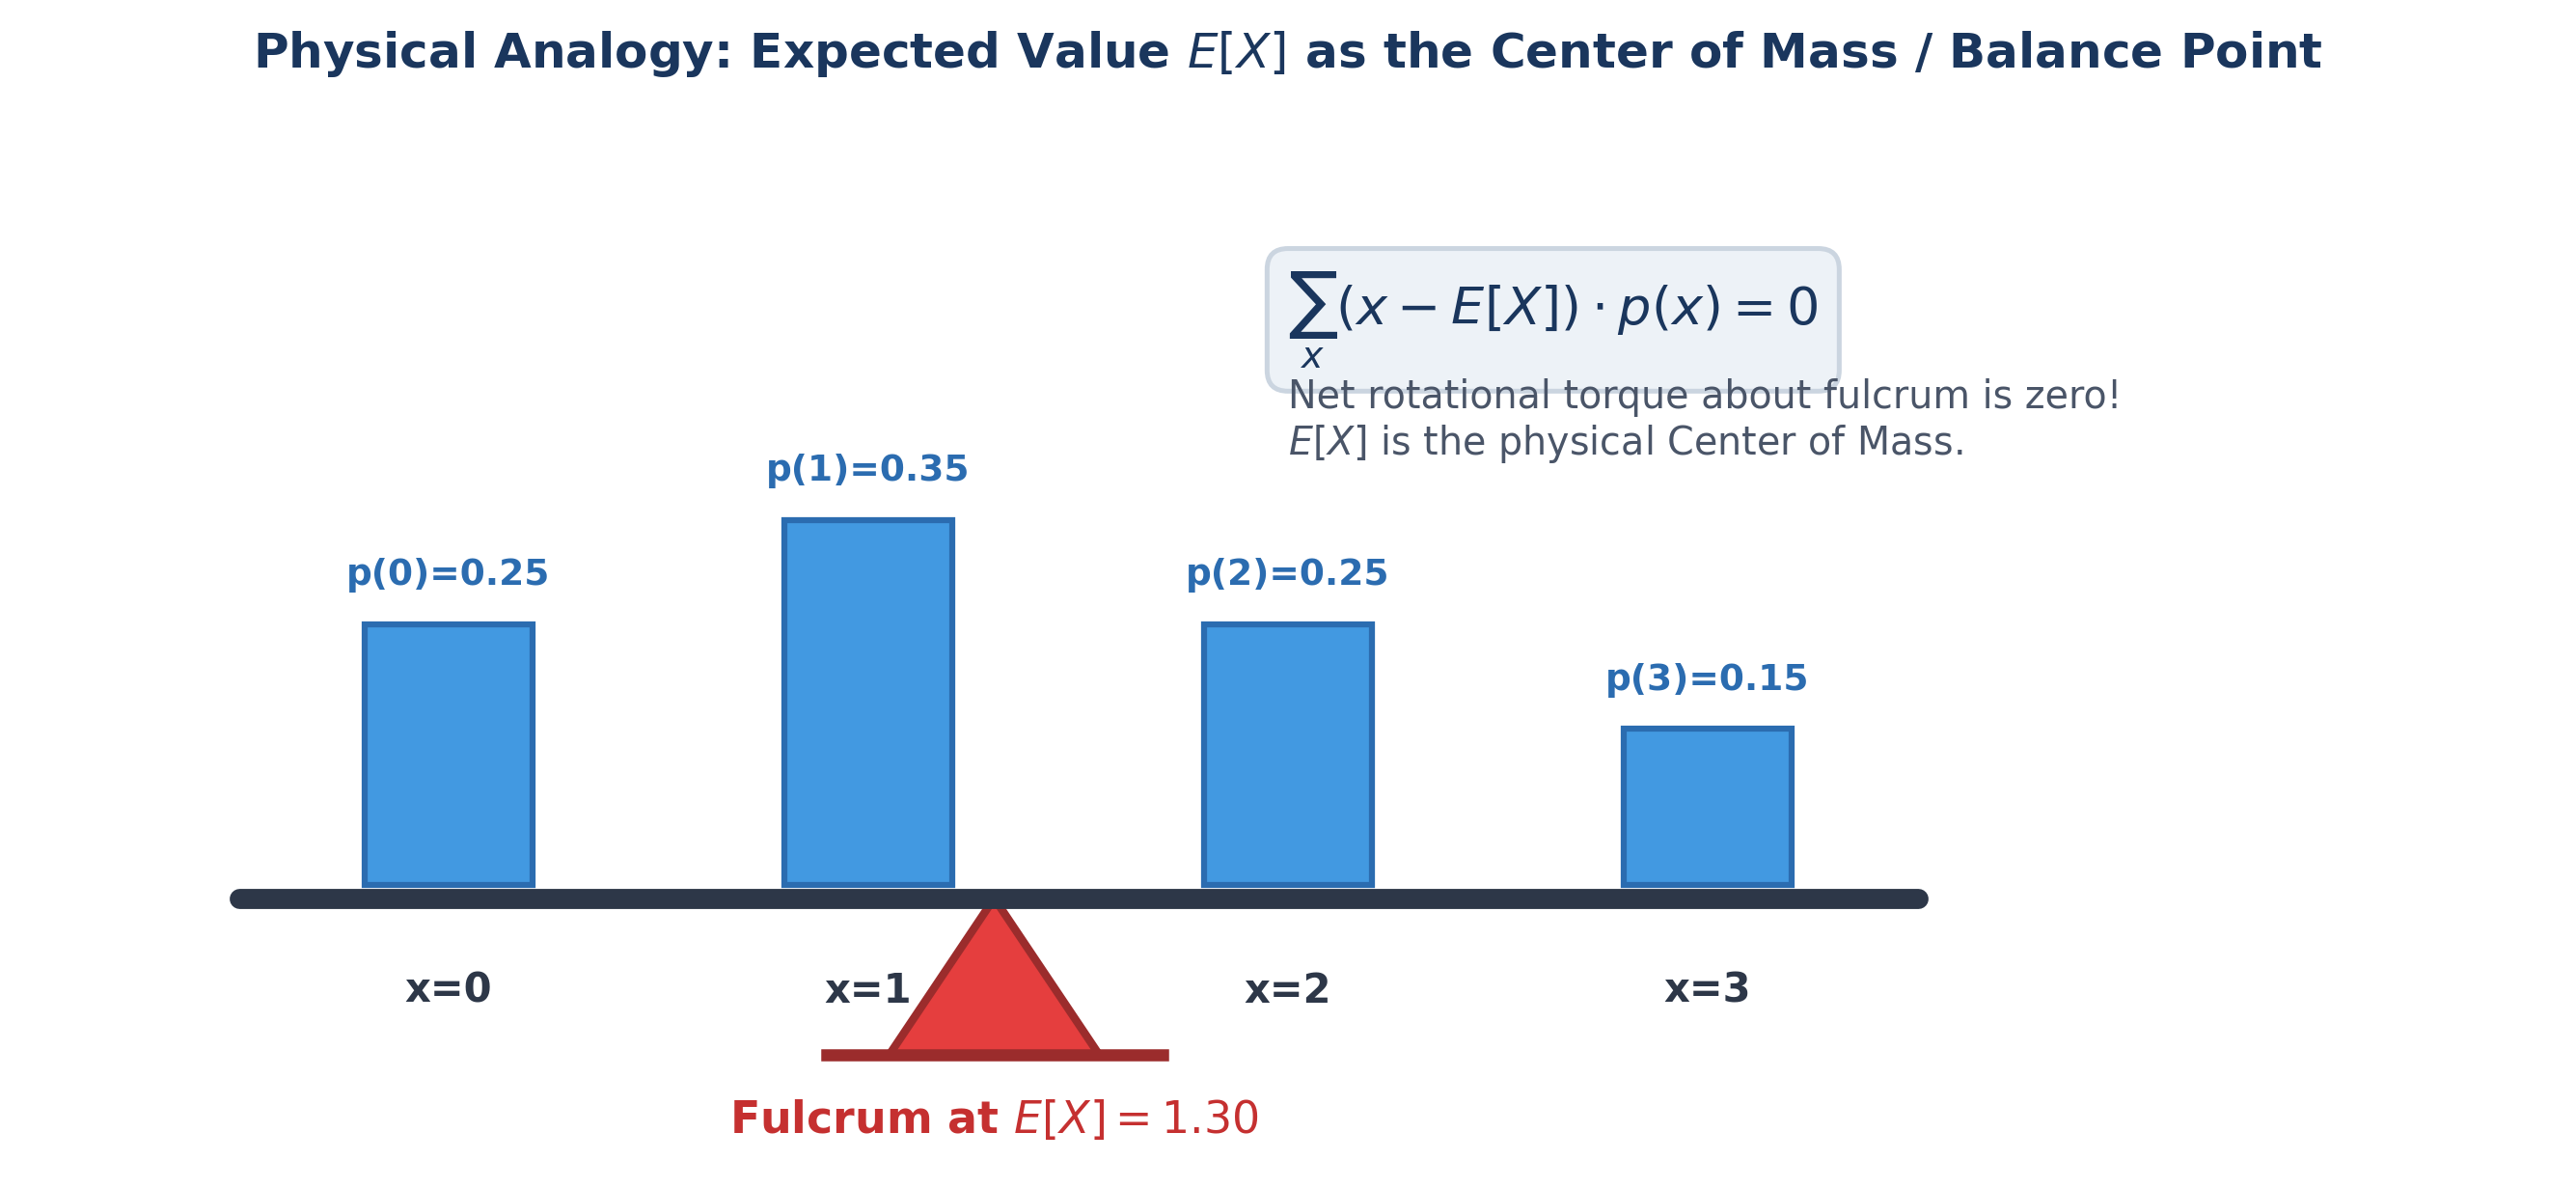 Physical Analogy: Expected Value E[X] as the Center of Mass / Balance Point
∑ₓ(x − E[X]) · p(x) = 0
Net rotational torque about fulcrum is zero!
E[X] is the physical Center of Mass.
p(0)=0.25
p(1)=0.35
p(2)=0.25
p(3)=0.15
x=0
x=1
x=2
x=3
Fulcrum at E[X] = 1.30